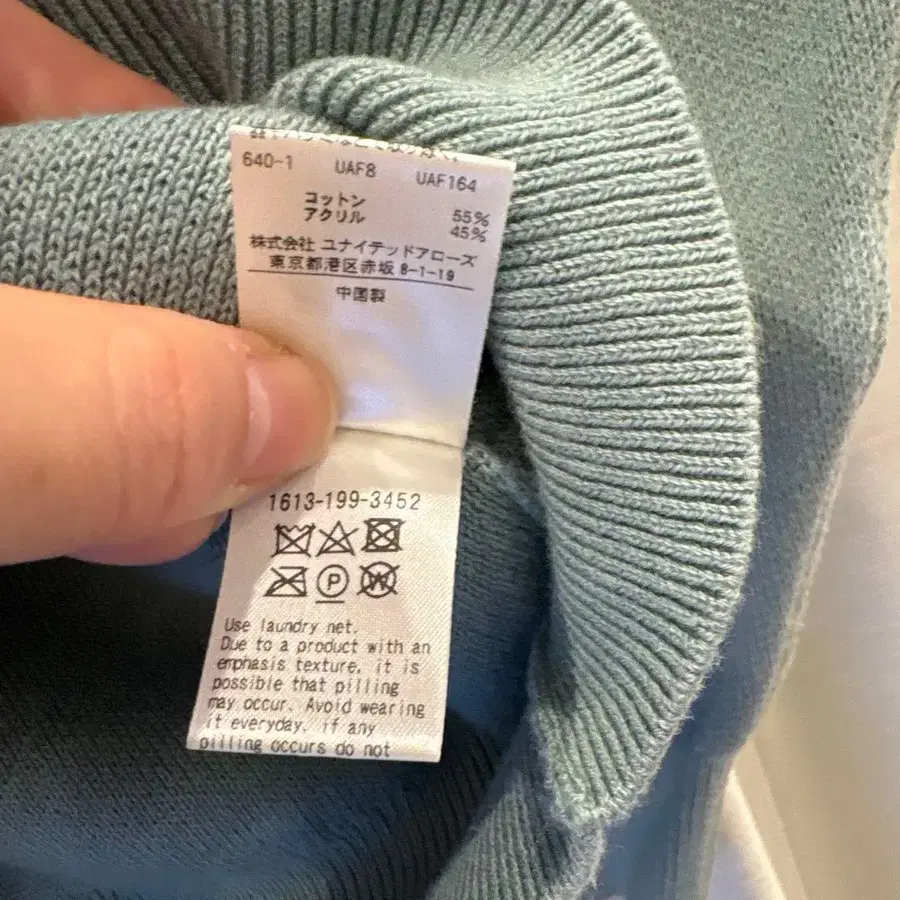 640-1 UAF8 UAF164
コットン 55%
アクリル 45%
株式会社 ユナイテッドアローズ
東京都港区赤坂 8-1-19
中国製
1613-199-3452
P
W
Use laundry net.
Due to a product with an
emphasis texture, it is
possible that pilling
may occur. Avoid wearing
it everyday. if any
pilling occurs do not